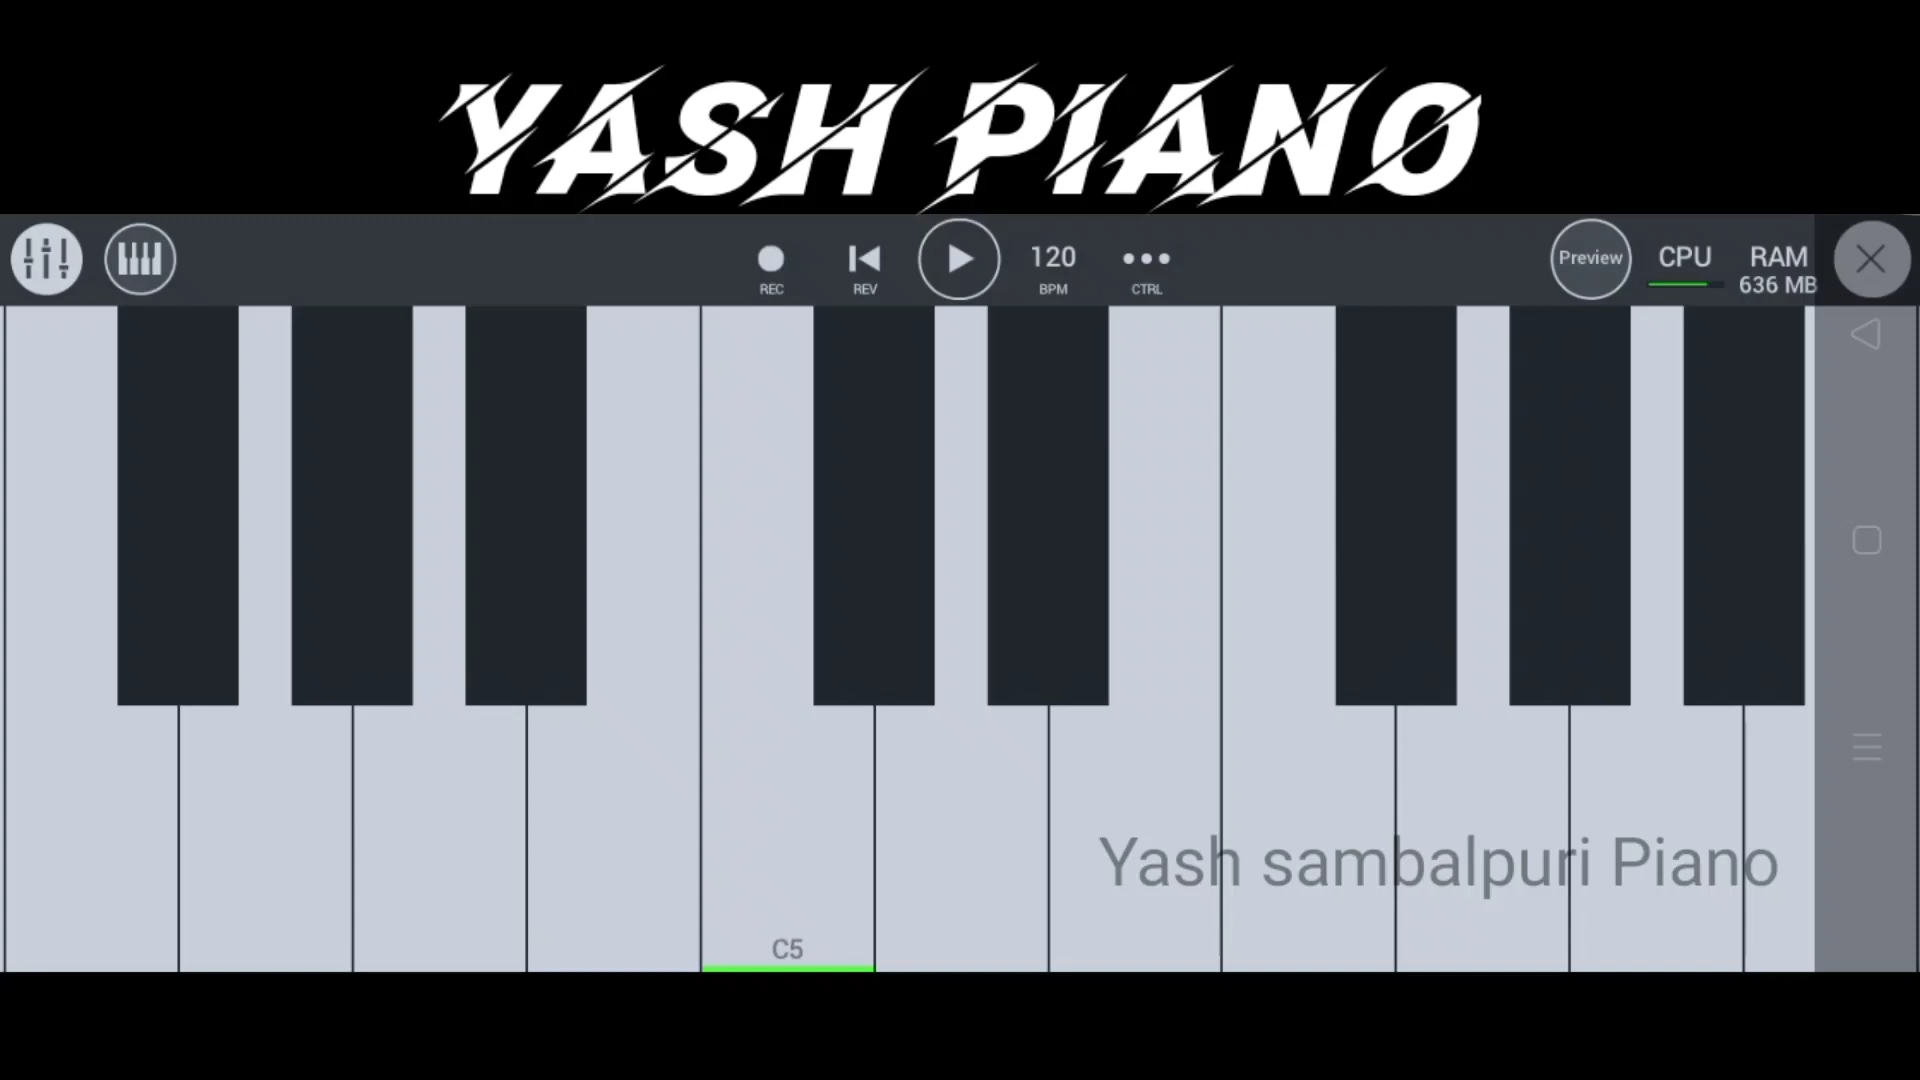 YASH PIANO
REC
REV
120
BPM
CTRL
Preview
CPU
RAM
636 MB
Yash sambalpuri Piano
C5